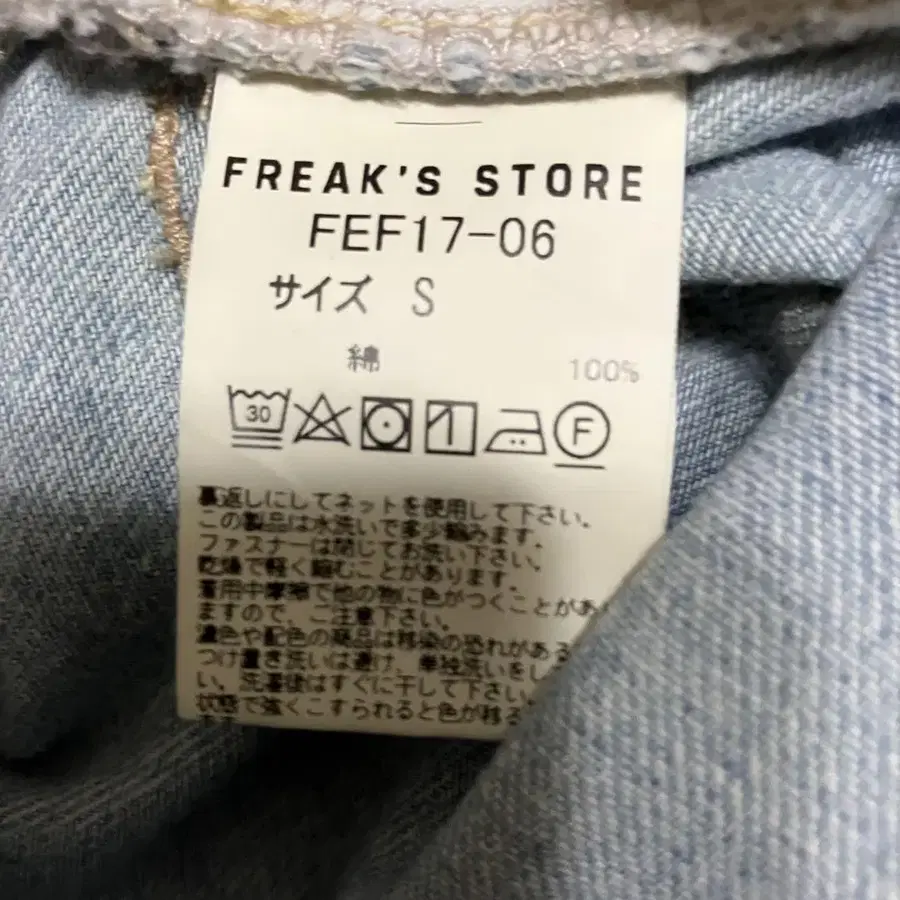 FREAK'S STORE
FEF17-06
サイズ S
綿 100%
30 F
裏返しにしてネットを使用して下さい。
この製品は水洗いで多少縮みます。
ファスナーは閉じてお洗い下さい。
乾燥で軽く縮むことがあります。
着用中摩擦で他の物に色がつくことがあ
ますので、ご注意下さい。
濃色や配色の商品は移染の恐れがある
つけ置き洗いは避け、単独洗いをし
い。洗濯後はすぐに干して下さい。
状態で強くこすられると色が移る